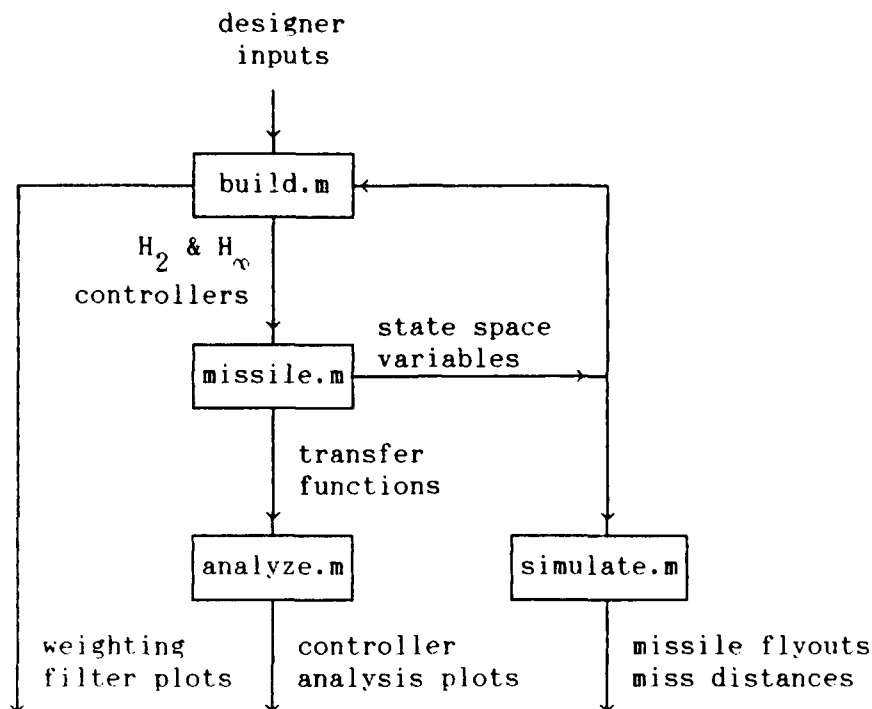 designer
inputs
build.m
H₂ & H∞
controllers
state space
variables
missile.m
transfer
functions
analyze.m
simulate.m
weighting
filter plots
controller
analysis plots
missile flyouts
miss distances